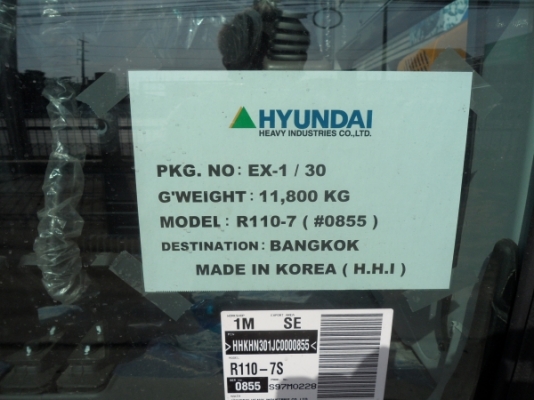 HYUNDAI
HEAVY INDUSTRIES CO.,LTD.
PKG. NO: EX-1 / 30
G'WEIGHT: 11,800 KG
MODEL: R110-7 ( #0855 )
DESTINATION: BANGKOK
MADE IN KOREA ( H.H.I )
1M SE
HHKHN301JC0000855
R110-7S
0855 S97M0228